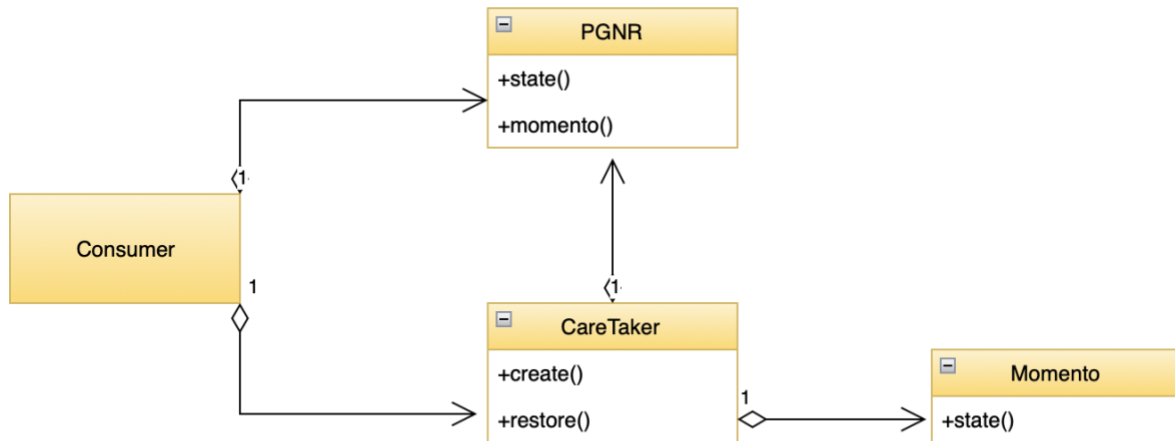 PGNR
+state()
+momento()
1
Consumer
1
1
CareTaker
+create()
+restore()
1
Momento
+state()